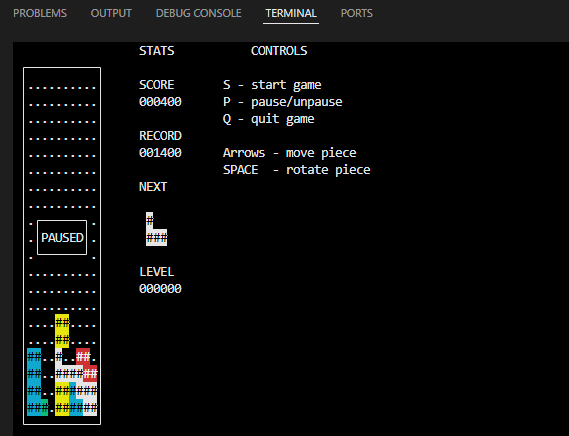 PROBLEMS OUTPUT DEBUG CONSOLE TERMINAL PORTS
STATS CONTROLS
SCORE S - start game
000400 P - pause/unpause
Q - quit game
RECORD
001400 Arrows - move piece
SPACE - rotate piece
NEXT
#
PAUSED ###
LEVEL
000000